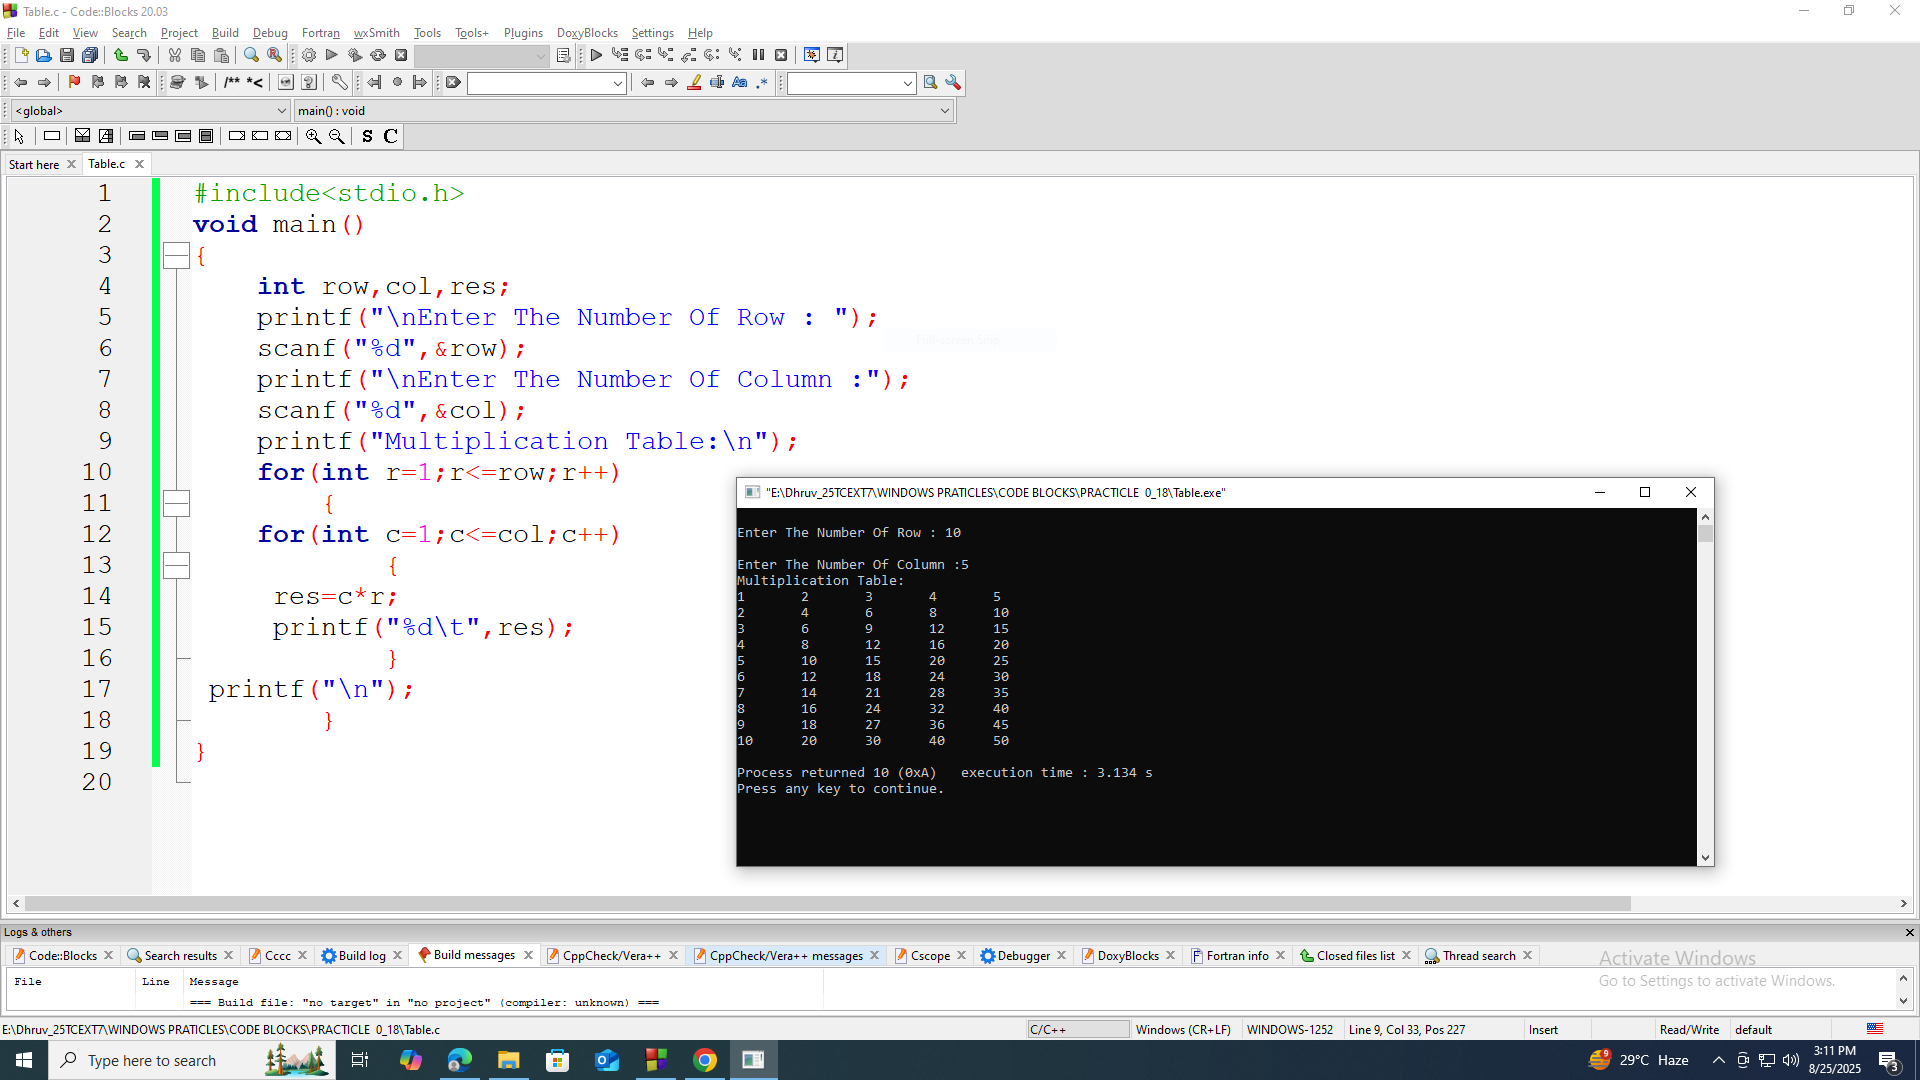 Table.c - Code::Blocks 20.03
File Edit View Search Project Build Debug Fortran wxSmith Tools Tools+ Plugins DoxyBlocks Settings Help
/** *<
Aa .*
<global> main() : void
S C
Start here Table.c
1 #include<stdio.h>
2 void main()
3 {
4 int row,col,res;
5 printf("\nEnter The Number Of Row : ");
6 scanf("%d",&row);
7 printf("\nEnter The Number Of Column :");
8 scanf("%d",&col);
9 printf("Multiplication Table:\n");
10 for(int r=1;r<=row;r++)
11 {
12 for(int c=1;c<=col;c++)
13 {
14 res=c*r;
15 printf("%d\t",res);
16 }
17 printf("\n");
18 }
19 }
20
"E:\Dhruv_25TCEXT7\WINDOWS PRATICLES\CODE BLOCKS\PRACTICLE 0_18\Table.exe"
Enter The Number Of Row : 10
Enter The Number Of Column :5
Multiplication Table:
1 2 3 4 5
2 4 6 8 10
3 6 9 12 15
4 8 12 16 20
5 10 15 20 25
6 12 18 24 30
7 14 21 28 35
8 16 24 32 40
9 18 27 36 45
10 20 30 40 50
Process returned 10 (0xA) execution time : 3.134 s
Press any key to continue.
Logs & others
Code::Blocks Search results Cccc Build log Build messages CppCheck/Vera++ CppCheck/Vera++ messages Cscope Debugger DoxyBlocks Fortran info Closed files list Thread search
File Line Message
=== Build file: "no target" in "no project" (compiler: unknown) ===
Activate Windows
Go to Settings to activate Windows.
E:\Dhruv_25TCEXT7\WINDOWS PRATICLES\CODE BLOCKS\PRACTICLE 0_18\Table.c C/C++ Windows (CR+LF) WINDOWS-1252 Line 9, Col 33, Pos 227 Insert Read/Write default
Type here to search
9 29°C Haze 3:11 PM
8/25/2025 3